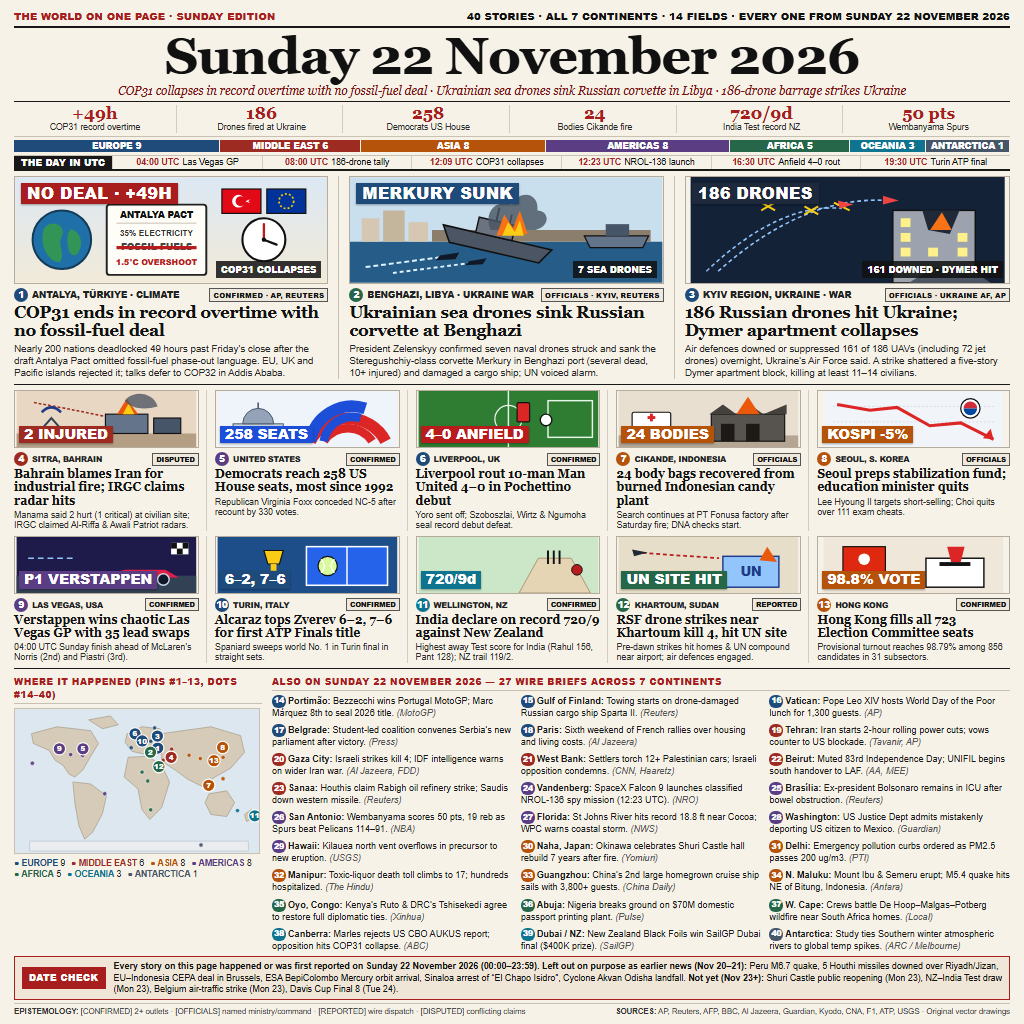 THE WORLD ON ONE PAGE · SUNDAY EDITION
40 STORIES · ALL 7 CONTINENTS · 14 FIELDS · EVERY ONE FROM SUNDAY 22 NOVEMBER 2026
Sunday 22 November 2026
COP31 collapses in record overtime with no fossil-fuel deal · Ukrainian sea drones sink Russian corvette in Libya · 186-drone barrage strikes Ukraine
+49h
COP31 record overtime
186
Drones fired at Ukraine
258
Democrats US House
24
Bodies Cikande fire
720/9d
India Test record NZ
50 pts
Wembanyama Spurs
EUROPE 9
MIDDLE EAST 6
ASIA 8
AMERICAS 8
AFRICA 5
OCEANIA 3
ANTARCTICA 1
THE DAY IN UTC
04:00 UTC Las Vegas GP
08:00 UTC 186-drone tally
12:09 UTC COP31 collapses
12:23 UTC NROL-136 launch
16:30 UTC Anfield 4–0 rout
19:30 UTC Turin ATP final
NO DEAL · +49H
ANTALYA PACT
35% ELECTRICITY
FOSSIL FUELS
1.5°C OVERSHOOT
COP31 COLLAPSES
1 ANTALYA, TÜRKIYE · CLIMATE
CONFIRMED · AP, REUTERS
COP31 ends in record overtime with
no fossil-fuel deal
Nearly 200 nations deadlocked 49 hours past Friday's close after the
draft Antalya Pact omitted fossil-fuel phase-out language. EU, UK and
Pacific islands rejected it; talks defer to COP32 in Addis Ababa.
MERKURY SUNK
7 SEA DRONES
2 BENGHAZI, LIBYA · UKRAINE WAR
OFFICIALS · KYIV, REUTERS
Ukrainian sea drones sink Russian
corvette at Benghazi
President Zelenskyy confirmed seven naval drones struck and sank the
Steregushchiy-class corvette Merkury in Benghazi port (several dead,
10+ injured) and damaged a cargo ship; UN voiced alarm.
186 DRONES
161 DOWNED · DYMER HIT
3 KYIV REGION, UKRAINE · WAR
OFFICIALS · UKRAINE AF, AP
186 Russian drones hit Ukraine;
Dymer apartment collapses
Air defences downed or suppressed 161 of 186 UAVs (including 72 jet
drones) overnight, Ukraine's Air Force said. A strike shattered a five-story
Dymer apartment block, killing at least 11–14 civilians.
2 INJURED
4 SITRA, BAHRAIN
DISPUTED
Bahrain blames Iran for
industrial fire; IRGC claims
radar hits
Manama said 2 hurt (1 critical) at civilian site;
IRGC claimed Al-Riffa & Awali Patriot radars.
258 SEATS
5 UNITED STATES
CONFIRMED
Democrats reach 258 US
House seats, most since 1992
Republican Virginia Foxx conceded NC-5 after
recount by 330 votes.
4–0 ANFIELD
6 LIVERPOOL, UK
CONFIRMED
Liverpool rout 10-man Man
United 4–0 in Pochettino
debut
Yoro sent off; Szoboszlai, Wirtz & Ngumoha
seal record debut defeat.
24 BODIES
7 CIKANDE, INDONESIA
OFFICIALS
24 body bags recovered from
burned Indonesian candy
plant
Search continues at PT Fonusa factory after
Saturday fire; DNA checks start.
KOSPI -5%
8 SEOUL, S. KOREA
OFFICIALS
Seoul preps stabilization fund;
education minister quits
Lee Hyoung Il targets short-selling; Choi quits
over 111 exam cheats.
P1 VERSTAPPEN
9 LAS VEGAS, USA
CONFIRMED
Verstappen wins chaotic Las
Vegas GP with 35 lead swaps
04:00 UTC Sunday finish ahead of McLaren's
Norris (2nd) and Piastri (3rd).
6–2, 7–6
10 TURIN, ITALY
CONFIRMED
Alcaraz tops Zverev 6–2, 7–6
for first ATP Finals title
Spaniard sweeps world No. 1 in Turin final in
straight sets.
720/9d
11 WELLINGTON, NZ
CONFIRMED
India declare on record 720/9
against New Zealand
Highest away Test score for India (Rahul 156,
Pant 128); NZ trail 119/2.
UN SITE HIT
UN
12 KHARTOUM, SUDAN
REPORTED
RSF drone strikes near
Khartoum kill 4, hit UN site
Pre-dawn strikes hit homes & UN compound
near airport; air defences engaged.
98.8% VOTE
13 HONG KONG
CONFIRMED
Hong Kong fills all 723
Election Committee seats
Provisional turnout reaches 98.79% among 856
candidates in 31 subsectors.
WHERE IT HAPPENED (PINS #1–13, DOTS
#14–40)
9
5
6
10
3
1
2
4
12
8
13
7
11
▪ EUROPE 9 ▪ MIDDLE EAST 6 ▪ ASIA 8 ▪ AMERICAS 8
▪ AFRICA 5 ▪ OCEANIA 3 ▪ ANTARCTICA 1
ALSO ON SUNDAY 22 NOVEMBER 2026 — 27 WIRE BRIEFS ACROSS 7 CONTINENTS
14 Portimão: Bezzecchi wins Portugal MotoGP; Marc
Márquez 8th to seal 2026 title. (MotoGP)
15 Gulf of Finland: Towing starts on drone-damaged
Russian cargo ship Sparta II. (Reuters)
16 Vatican: Pope Leo XIV hosts World Day of the Poor
lunch for 1,300 guests. (AP)
17 Belgrade: Student-led coalition convenes Serbia's new
parliament after victory. (Press)
18 Paris: Sixth weekend of French rallies over housing
and living costs. (Al Jazeera)
19 Tehran: Iran starts 2-hour rolling power cuts; vows
counter to US blockade. (Tavanir, AP)
20 Gaza City: Israeli strikes kill 4; IDF intelligence warns
on wider Iran war. (Al Jazeera, FDD)
21 West Bank: Settlers torch 12+ Palestinian cars; Israeli
opposition condemns. (CNN, Haaretz)
22 Beirut: Muted 83rd Independence Day; UNIFIL begins
south handover to LAF. (AA, MEE)
23 Sanaa: Houthis claim Rabigh oil refinery strike; Saudis
down western missile. (Reuters)
24 Vandenberg: SpaceX Falcon 9 launches classified
NROL-136 spy mission (12:23 UTC). (NRO)
25 Brasília: Ex-president Bolsonaro remains in ICU after
bowel obstruction. (Reuters)
26 San Antonio: Wembanyama scores 50 pts, 19 reb as
Spurs beat Pelicans 114–91. (NBA)
27 Florida: St Johns River hits record 18.8 ft near Cocoa;
WPC warns coastal storm. (NWS)
28 Washington: US Justice Dept admits mistakenly
deporting US citizen to Mexico. (Guardian)
29 Hawaii: Kilauea north vent overflows in precursor to
new eruption. (USGS)
30 Naha, Japan: Okinawa celebrates Shuri Castle hall
rebuild 7 years after fire. (Yomiuri)
31 Delhi: Emergency pollution curbs ordered as PM2.5
passes 200 ug/m3. (PTI)
32 Manipur: Toxic-liquor death toll climbs to 17; hundreds
hospitalized. (The Hindu)
33 Guangzhou: China's 2nd large homegrown cruise ship
sails with 3,800+ guests. (China Daily)
34 N. Maluku: Mount Ibu & Semeru erupt; M5.4 quake hits
NE of Bitung, Indonesia. (Antara)
35 Oyo, Congo: Kenya's Ruto & DRC's Tshisekedi agree
to restore full diplomatic ties. (Xinhua)
36 Abuja: Nigeria breaks ground on $70M domestic
passport printing plant. (Pulse)
37 W. Cape: Crews battle De Hoop–Malgas–Potberg
wildfire near South Africa homes. (Local)
38 Canberra: Marles rejects US CBO AUKUS report;
opposition hits COP31 collapse. (ABC)
39 Dubai / NZ: New Zealand Black Foils win SailGP Dubai
final ($400K prize). (SailGP)
40 Antarctica: Study ties Southern winter atmospheric
rivers to global temp spikes. (ARC / Melbourne)
DATE CHECK
Every story on this page happened or was first reported on Sunday 22 November 2026 (00:00–23:59). Left out on purpose as earlier news (Nov 20–21): Peru M6.7 quake, 5 Houthi missiles downed over Riyadh/Jizan,
EU–Indonesia CEPA deal in Brussels, ESA BepiColombo Mercury orbit arrival, Sinaloa arrest of "El Chapo Isidro", Cyclone Akvan Odisha landfall. Not yet (Nov 23+): Shuri Castle public reopening (Mon 23), NZ–India Test draw
(Mon 23), Belgium air-traffic strike (Mon 23), Davis Cup Final 8 (Tue 24).
EPISTEMOLOGY: [CONFIRMED] 2+ outlets · [OFFICIALS] named ministry/command · [REPORTED] wire dispatch · [DISPUTED] conflicting claims
SOURCES: AP, Reuters, AFP, BBC, Al Jazeera, Guardian, Kyodo, CNA, F1, ATP, USGS · Original vector drawings